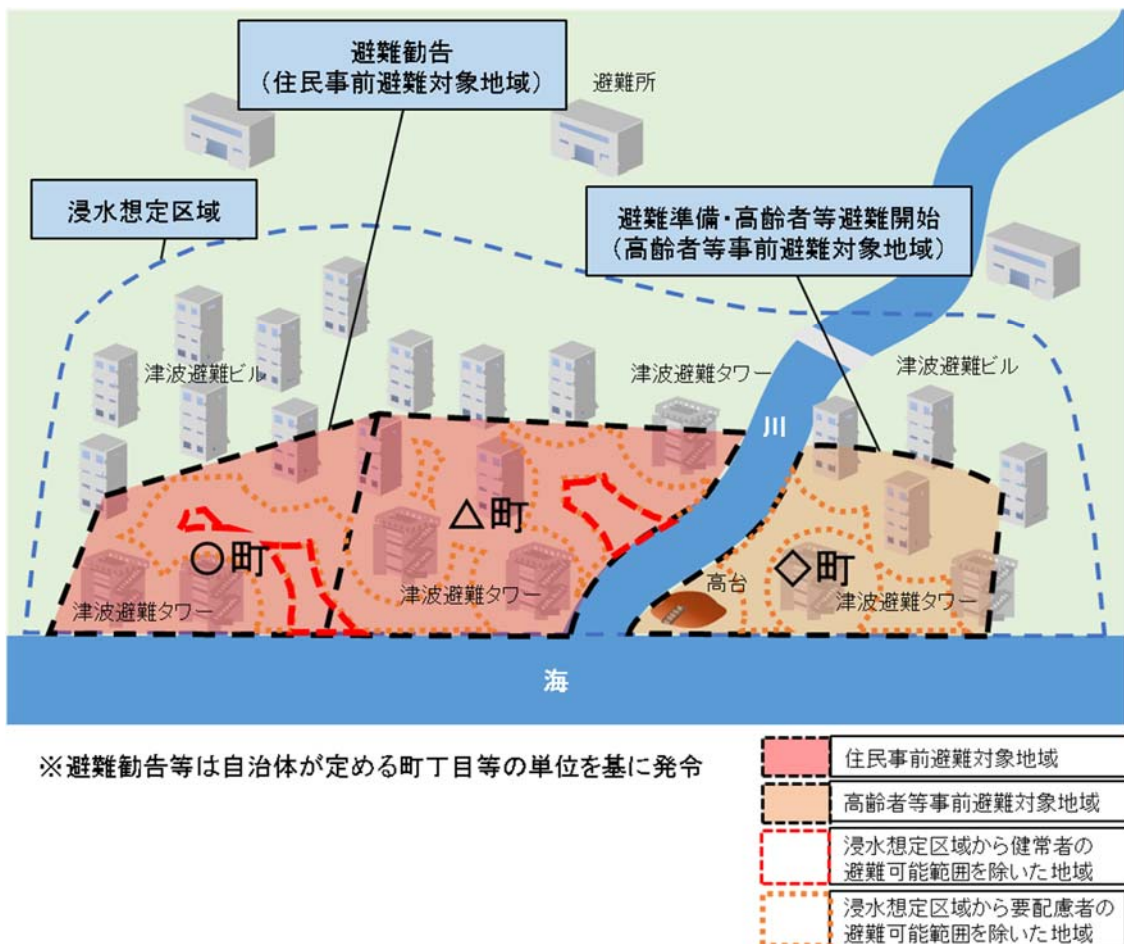 避難勧告
（住民事前避難対象地域）
避難所
浸水想定区域
避難準備・高齢者等避難開始
（高齢者等事前避難対象地域）
津波避難ビル
津波避難タワー
津波避難ビル
川
△町
○町
◇町
高台
津波避難タワー
津波避難タワー
津波避難タワー
海
※避難勧告等は自治体が定める町丁目等の単位を基に発令
住民事前避難対象地域
高齢者等事前避難対象地域
浸水想定区域から健常者の
避難可能範囲を除いた地域
浸水想定区域から要配慮者の
避難可能範囲を除いた地域